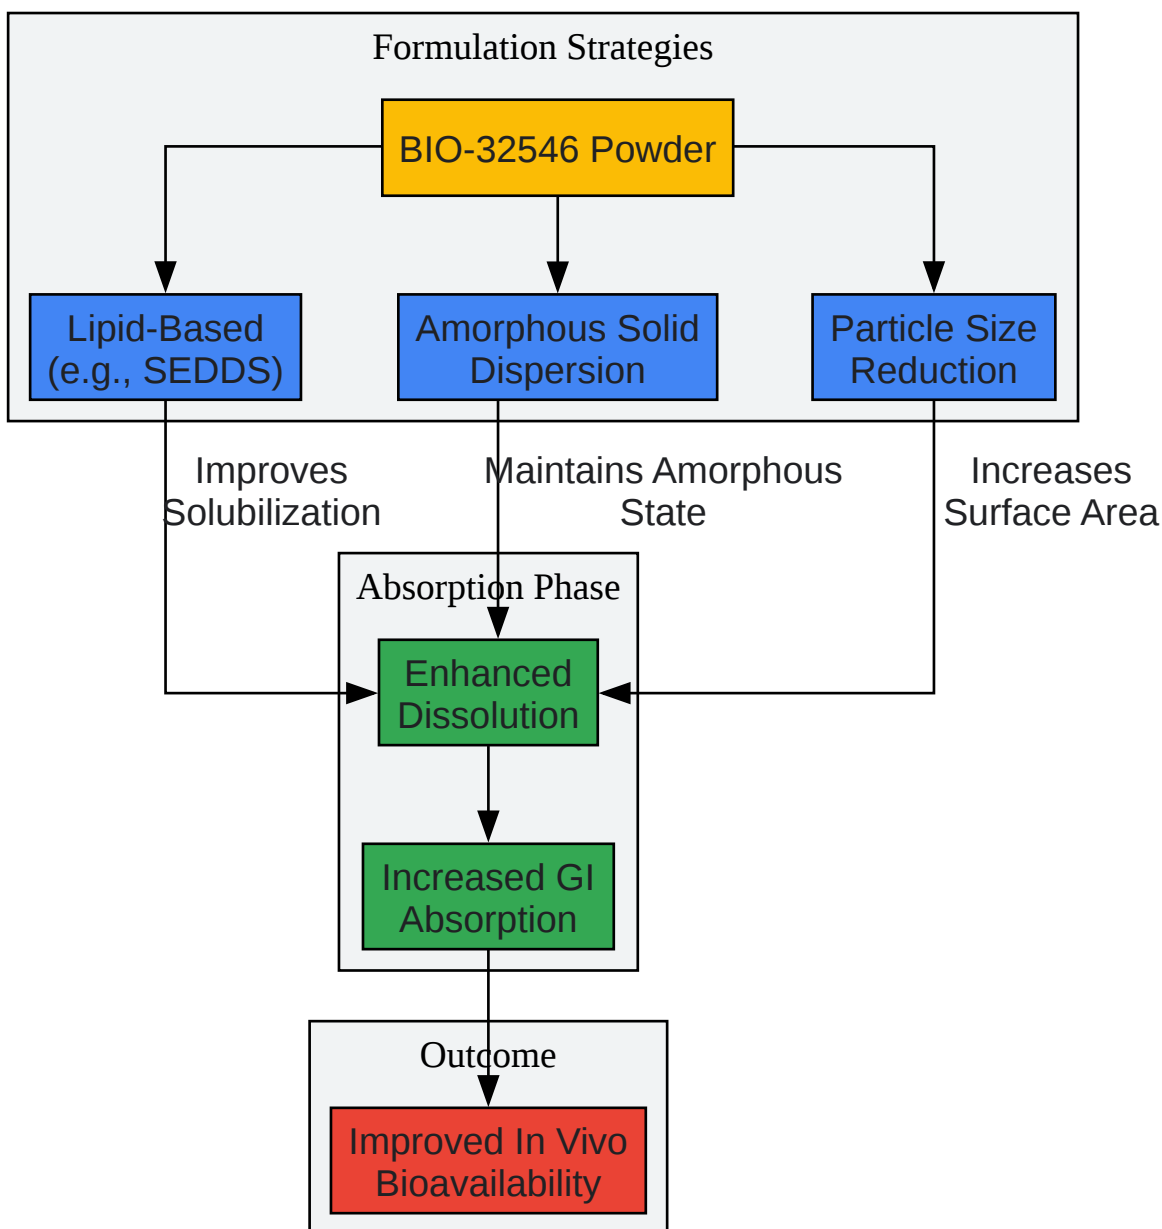 Formulation Strategies
BIO-32546 Powder
Lipid-Based
(e.g., SEDDS)
Amorphous Solid
Dispersion
Particle Size
Reduction
Improves
Solubilization
Maintains Amorphous
State
Increases
Surface Area
Absorption Phase
Enhanced
Dissolution
Increased GI
Absorption
Outcome
Improved In Vivo
Bioavailability